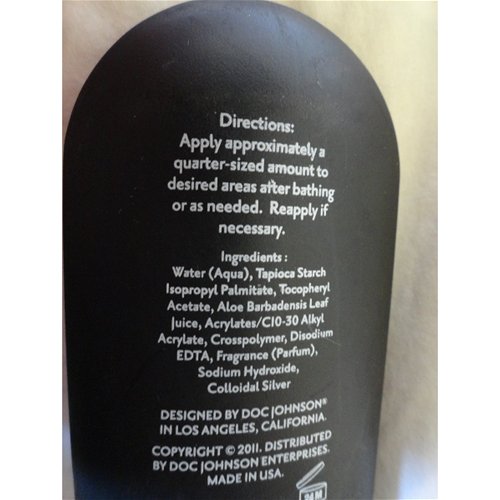 Directions:
Apply approximately a
quarter-sized amount to
desired areas after bathing
or as needed. Reapply if
necessary.
Ingredients :
Water (Aqua), Tapioca Starch
Isopropyl Palmitate, Tocopheryl
Acetate, Aloe Barbadensis Leaf
Juice, Acrylates/C10-30 Alkyl
Acrylate, Crosspolymer, Disodium
EDTA, Fragrance (Parfum),
Sodium Hydroxide,
Colloidal Silver
DESIGNED BY DOC JOHNSON®
IN LOS ANGELES, CALIFORNIA.
COPYRIGHT © 2011. DISTRIBUTED
BY DOC JOHNSON ENTERPRISES.
MADE IN USA.
24 M